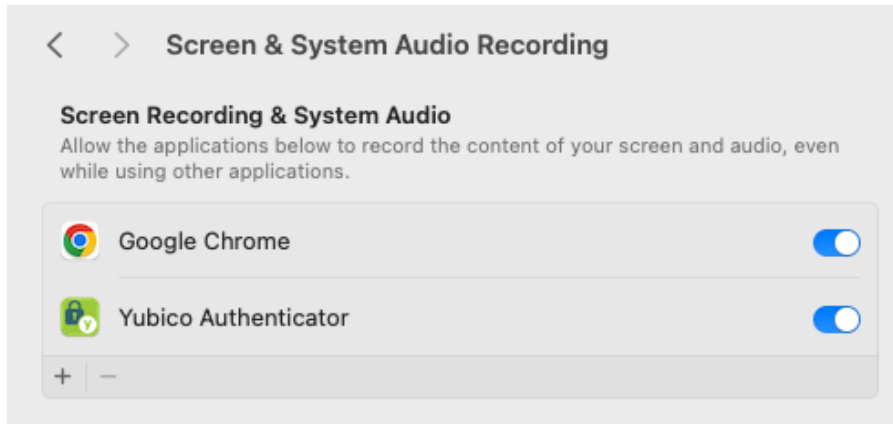 Screen & System Audio Recording
Screen Recording & System Audio
Allow the applications below to record the content of your screen and audio, even
while using other applications.
Google Chrome
Yubico Authenticator